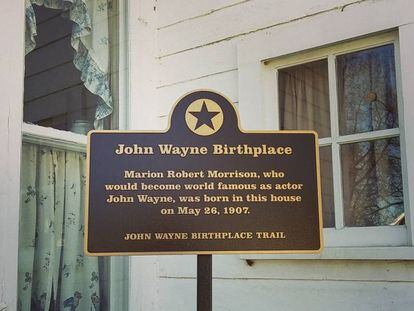 John Wayne Birthplace
Marion Robert Morrison, who
would become world famous as actor
John Wayne, was born in this house
on May 26, 1907.
JOHN WAYNE BIRTHPLACE TRAIL